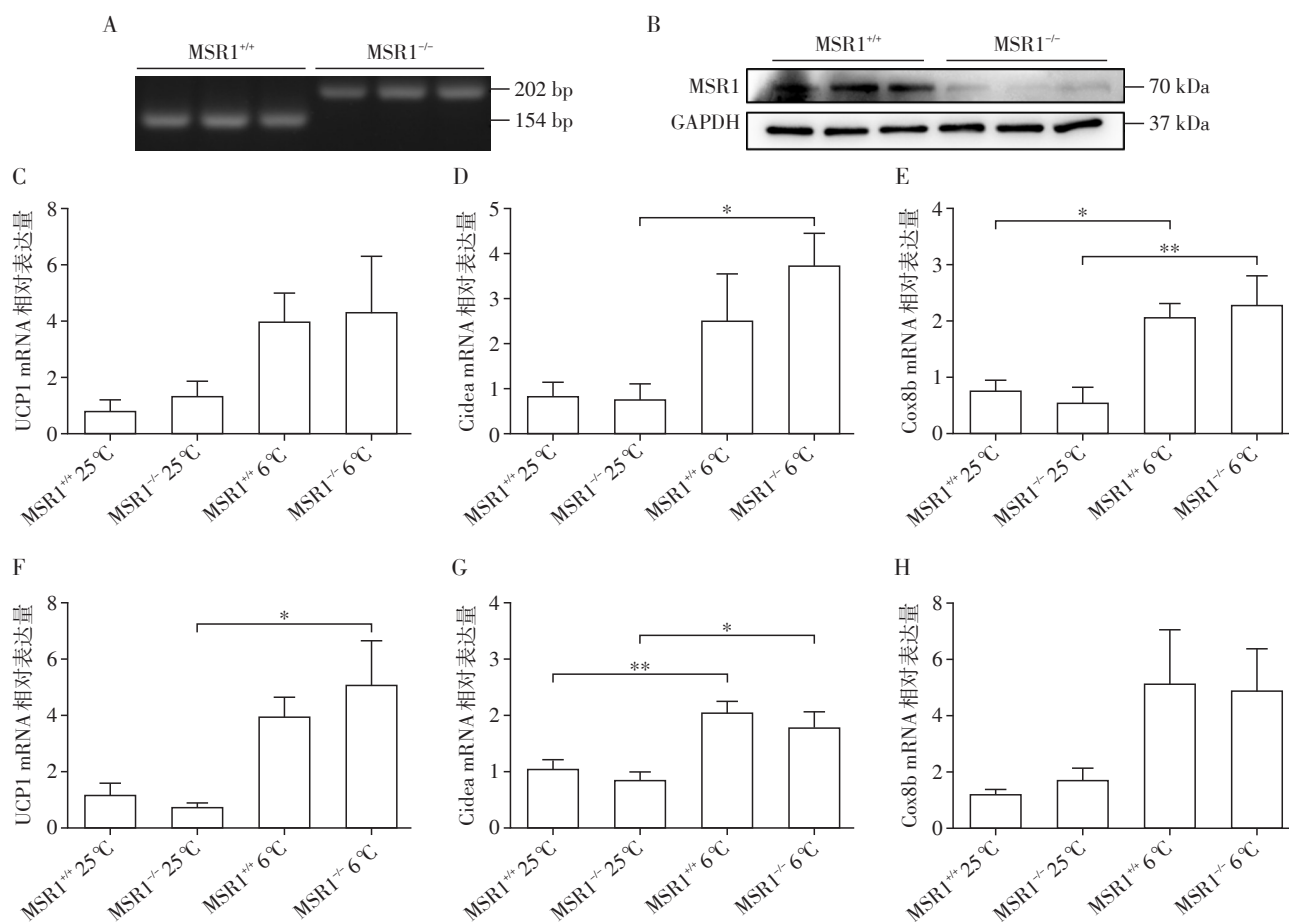 A
MSR1+/+ MSR1−/−
202 bp
154 bp
B
MSR1+/+ MSR1−/−
MSR1
70 kDa
GAPDH
37 kDa
C
UCP1 mRNA 相对表达量
8
6
4
2
0
MSR1+/+ 25℃
MSR1−/− 25℃
MSR1+/+ 6℃
MSR1−/− 6℃
D
Cidea mRNA 相对表达量
5
4
3
2
1
0
*
MSR1+/+ 25℃
MSR1−/− 25℃
MSR1+/+ 6℃
MSR1−/− 6℃
E
Cox8b mRNA 相对表达量
4
3
2
1
0
*
**
MSR1+/+ 25℃
MSR1−/− 25℃
MSR1+/+ 6℃
MSR1−/− 6℃
F
UCP1 mRNA 相对表达量
8
6
4
2
0
*
MSR1+/+ 25℃
MSR1−/− 25℃
MSR1+/+ 6℃
MSR1−/− 6℃
G
Cidea mRNA 相对表达量
4
3
2
1
0
*
**
MSR1+/+ 25℃
MSR1−/− 25℃
MSR1+/+ 6℃
MSR1−/− 6℃
H
Cox8b mRNA 相对表达量
8
6
4
2
0
MSR1+/+ 25℃
MSR1−/− 25℃
MSR1+/+ 6℃
MSR1−/− 6℃